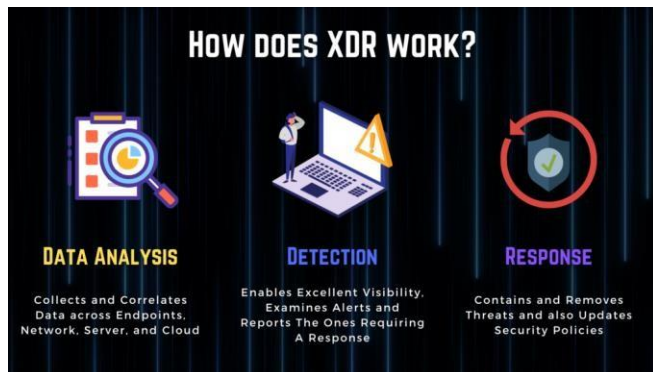 HOW DOES XDR WORK?
DATA ANALYSIS
Collects and Correlates
Data across Endpoints,
Network, Server, and Cloud
DETECTION
Enables Excellent Visibility.
Examines Alerts and
Reports The Ones Requiring
A Response
RESPONSE
Contains and Removes
Threats and also Updates
Security Policies